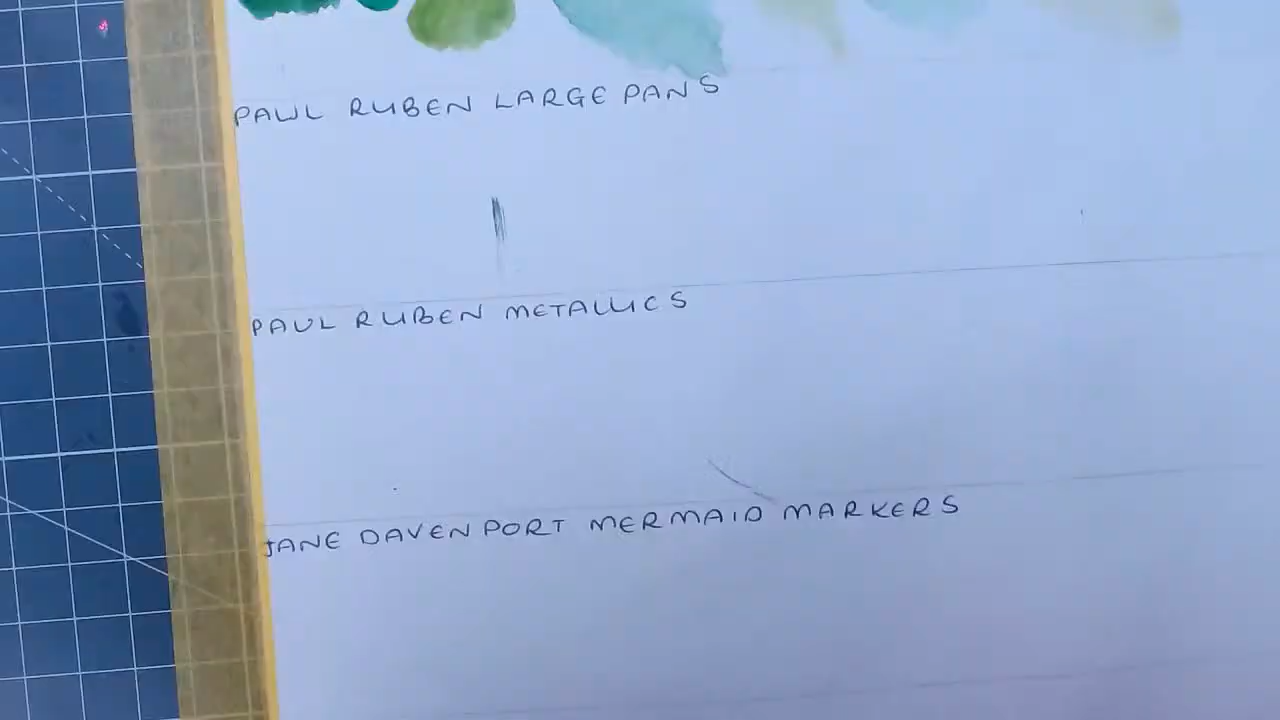 PAUL RUBEN LARGE PANS
PAUL RUBEN METALLICS
JANE DAVENPORT MERMAID MARKERS